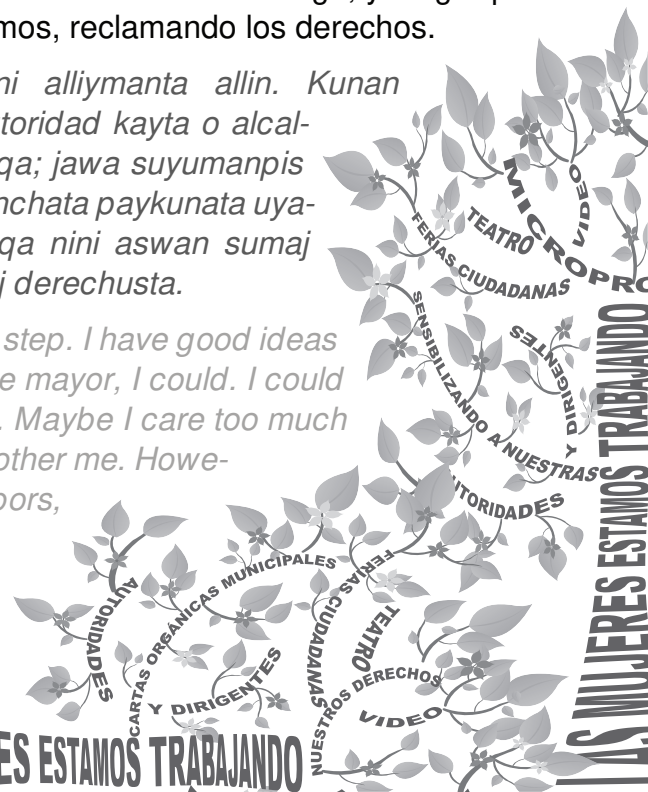 mos, reclamando los derechos.
ni alliymanta allin. Kunan
toridad kayta o alcal-
qa; jawa suyumanpis
nchata paykunata uya-
qa nini aswan sumaj
j derechusta.
step. I have good ideas
e mayor, I could. I could
. Maybe I care too much
other me. Howe-
oors,
MICROPRO
VIDEO
TEATRO
FERIAS CIUDADANAS
SENSIBILIZANDO A NUESTRAS
Y DIRIGENTES
UTORIDADES
LAS MUJERES ESTAMOS TRABAJANDO
AUTORIDADES
CARTAS ORGÁNICAS MUNICIPALES
Y DIRIGENTES
FERIAS CIUDADANAS
TEATRO
NUESTROS DERECHOS
VIDEO
ES ESTAMOS TRABAJANDO